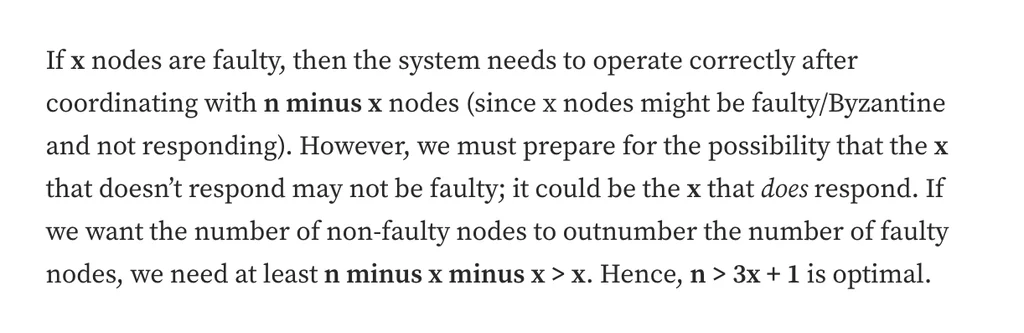 If x nodes are faulty, then the system needs to operate correctly after
coordinating with n minus x nodes (since x nodes might be faulty/Byzantine
and not responding). However, we must prepare for the possibility that the x
that doesn’t respond may not be faulty; it could be the x that does respond. If
we want the number of non-faulty nodes to outnumber the number of faulty
nodes, we need at least n minus x minus x > x. Hence, n > 3x + 1 is optimal.